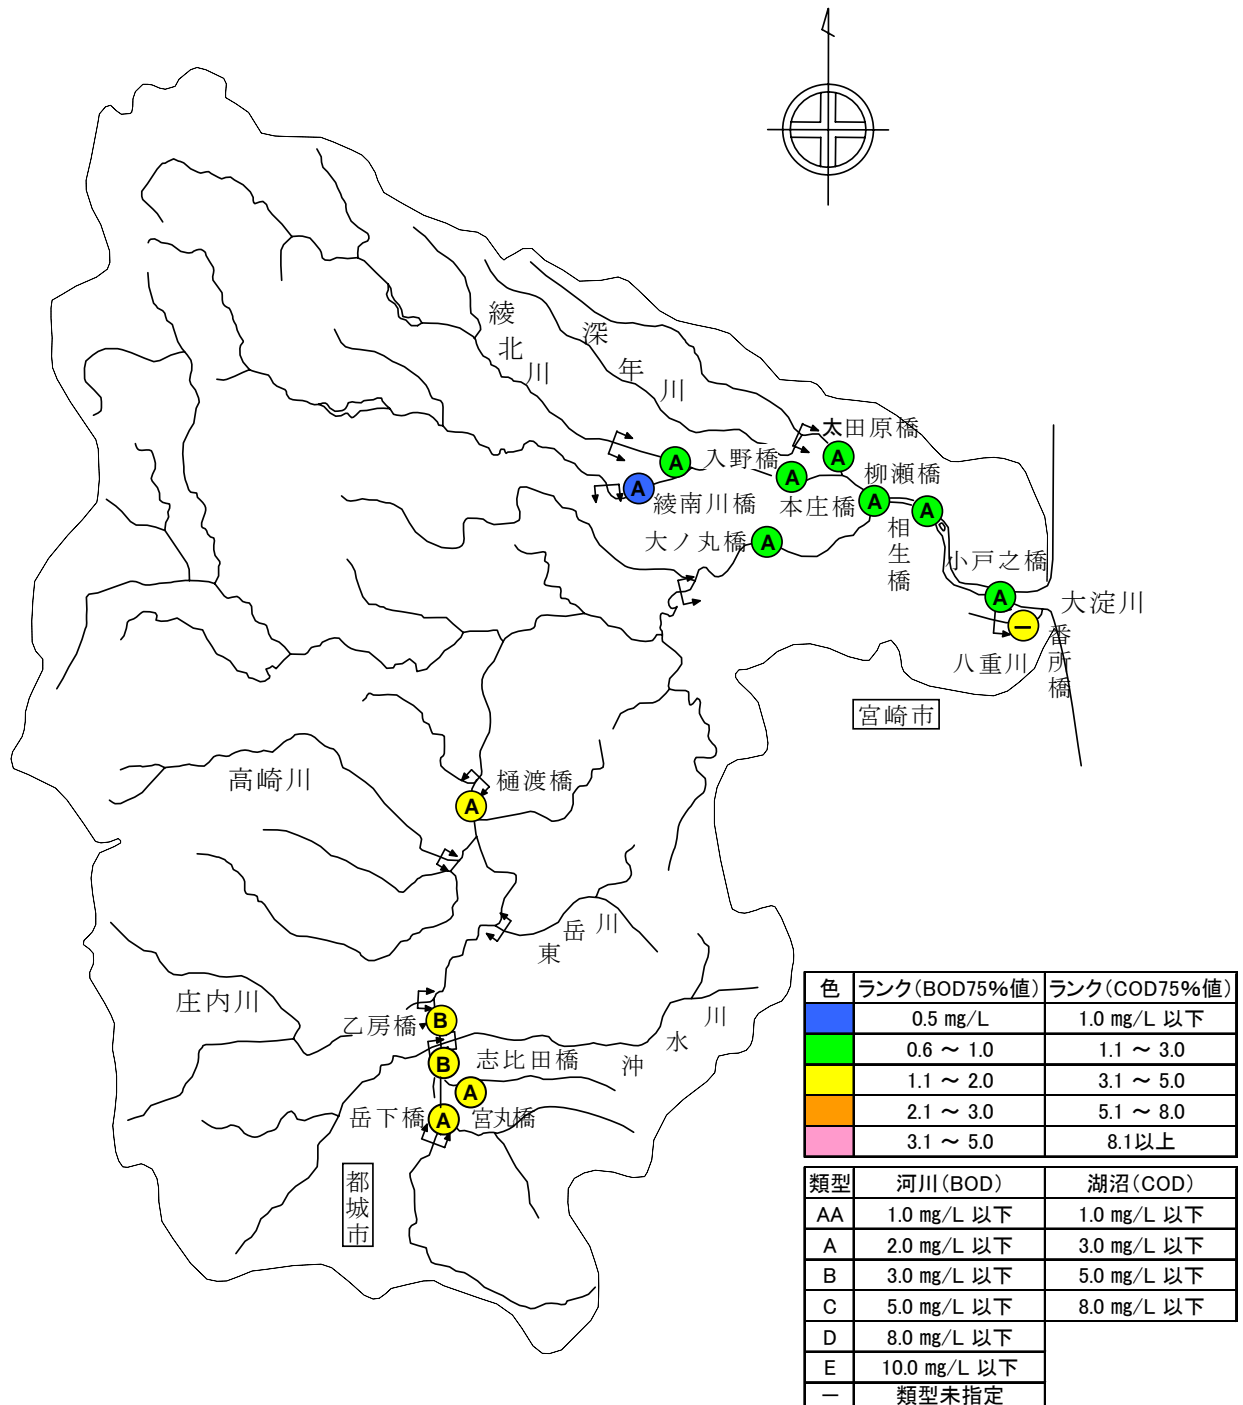 綾北川
深年川
太田原橋
入野橋
柳瀬橋
A
A
A
A
綾南川橋
本庄橋
A
A
相生橋
大ノ丸橋
A
小戸之橋
A
大淀川
－
番所橋
八重川
宮崎市
高崎川
樋渡橋
A
東岳川
庄内川
乙房橋
B
沖水川
B
志比田橋
A
岳下橋
A
宮丸橋
都城市
色 ランク(BOD75%値) ランク(COD75%値)
0.5 mg/L 1.0 mg/L 以下
0.6 ～ 1.0 1.1 ～ 3.0
1.1 ～ 2.0 3.1 ～ 5.0
2.1 ～ 3.0 5.1 ～ 8.0
3.1 ～ 5.0 8.1以上
類型 河川(BOD) 湖沼(COD)
AA 1.0 mg/L 以下 1.0 mg/L 以下
A 2.0 mg/L 以下 3.0 mg/L 以下
B 3.0 mg/L 以下 5.0 mg/L 以下
C 5.0 mg/L 以下 8.0 mg/L 以下
D 8.0 mg/L 以下
E 10.0 mg/L 以下
－ 類型未指定